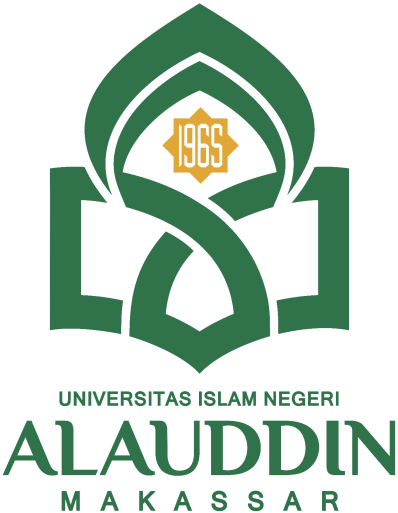 1965
UNIVERSITAS ISLAM NEGERI
ALAUDDIN
MAKASSAR